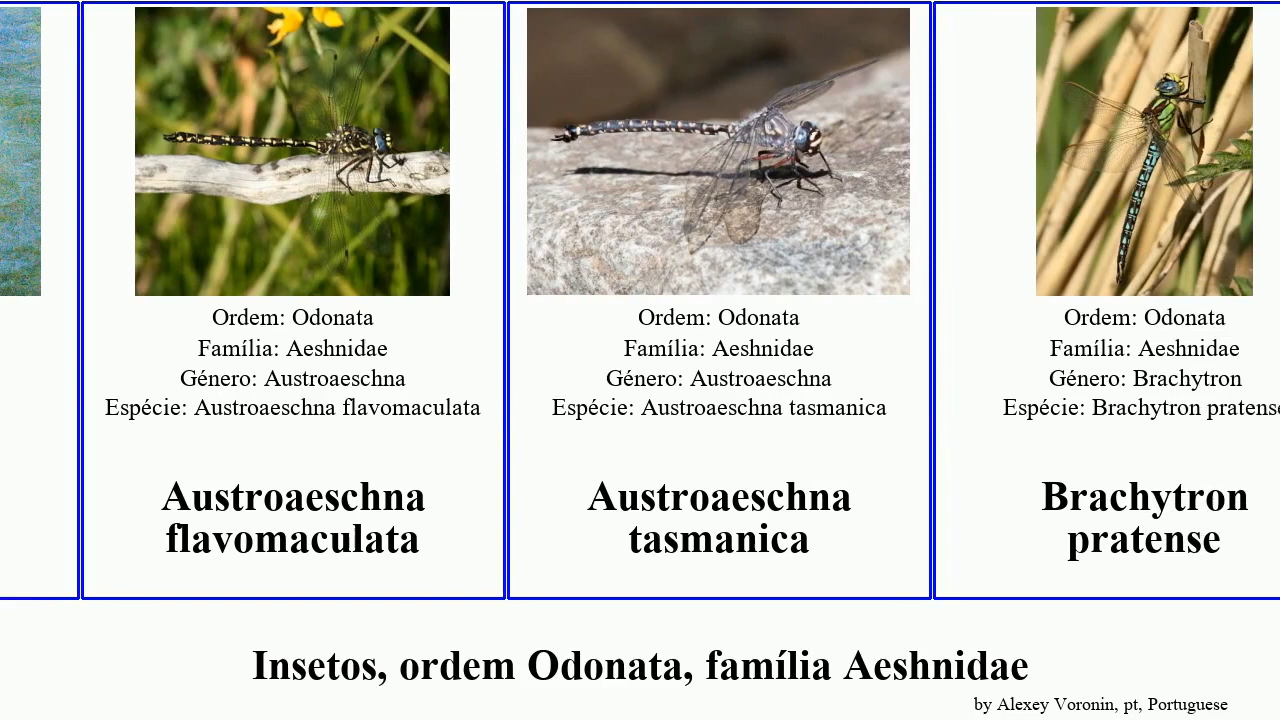 Ordem: Odonata
Família: Aeshnidae
Género: Austroaeschna
Espécie: Austroaeschna flavomaculata
Austroaeschna
flavomaculata
Ordem: Odonata
Família: Aeshnidae
Género: Austroaeschna
Espécie: Austroaeschna tasmanica
Austroaeschna
tasmanica
Ordem: Odonata
Família: Aeshnidae
Género: Brachytron
Espécie: Brachytron pratense
Brachytron
pratense
Insetos, ordem Odonata, família Aeshnidae
by Alexey Voronin, pt, Portuguese